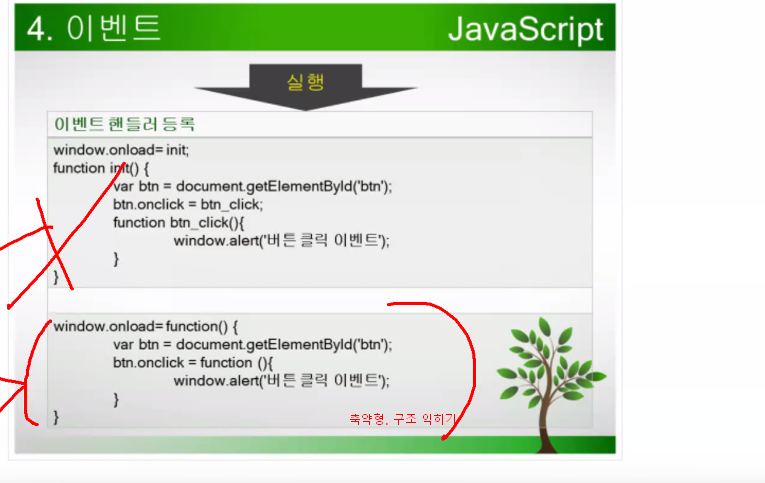 4. 이벤트
JavaScript
실행
이벤트 핸들러 등록
window.onload= init;
function init() {
var btn = document.getElementById('btn');
btn.onclick = btn_click;
function btn_click(){
window.alert('버튼 클릭 이벤트');
}
}
window.onload= function() {
var btn = document.getElementById('btn');
btn.onclick = function (){
window.alert('버튼 클릭 이벤트');
}
}
축약형, 구조 익히기